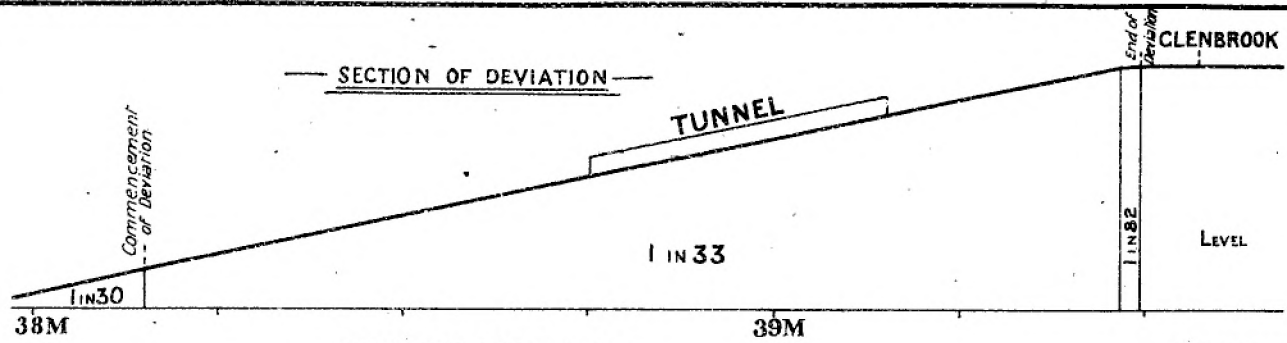 SECTION OF DEVIATION
End of
Deviation
CLENBROOK
TUNNEL
Commencement
of Deviation
1 IN 30
1 IN 33
1 IN 82
LEVEL
38M
39M